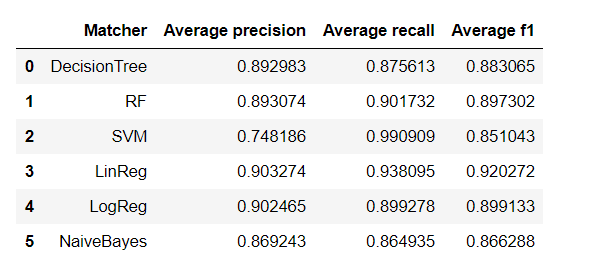 Matcher Average precision Average recall Average f1
0 DecisionTree 0.892983 0.875613 0.883065
1 RF 0.893074 0.901732 0.897302
2 SVM 0.748186 0.990909 0.851043
3 LinReg 0.903274 0.938095 0.920272
4 LogReg 0.902465 0.899278 0.899133
5 NaiveBayes 0.869243 0.864935 0.866288